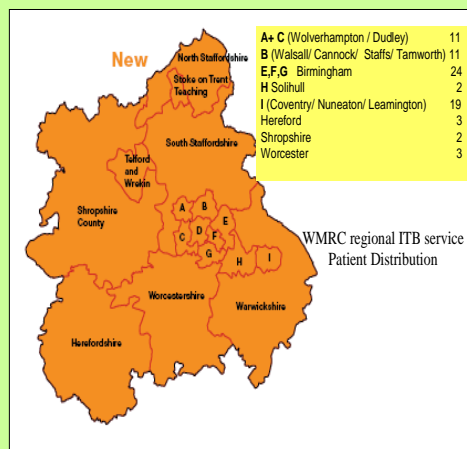 New
North Staffordshire
Stoke on Trent
Teaching
South Staffordshire
Telford
and
Wrekin
Shropshire
County
A
B
C
D
E
F
G
H
I
Worcestershire
Warwickshire
Herefordshire
A+ C (Wolverhampton / Dudley) 11
B (Walsall/ Cannock/ Staffs/ Tamworth) 11
E,F,G Birmingham 24
H Solihull 2
I (Coventry/ Nuneaton/ Leamington) 19
Hereford 3
Shropshire 2
Worcester 3
WMRC regional ITB service
Patient Distribution